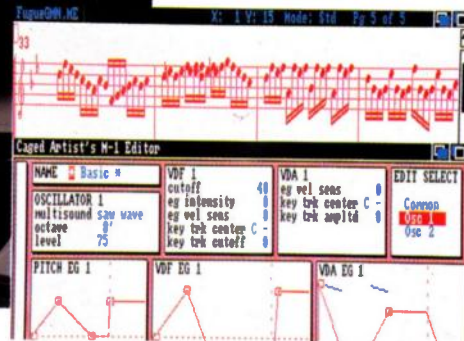 FugueGMN.ME X: 1 Y: 15 Mode: Std Pg 5 of 5
33
Caged Artist's M-1 Editor
NAME Basic *
OSCILLATOR 1
multisound saw wave
octave 8'
level 75
VDF 1
cutoff 40
eg intensity 0
eg vel sens 0
key trk center C -
key trk cutoff 0
VDA 1
eg vel sens 0
key trk center C -
key trk ampltd 0
EDIT SELECT
Common
Osc 1
Osc 2
PITCH EG 1
VDF EG 1
VDA EG 1